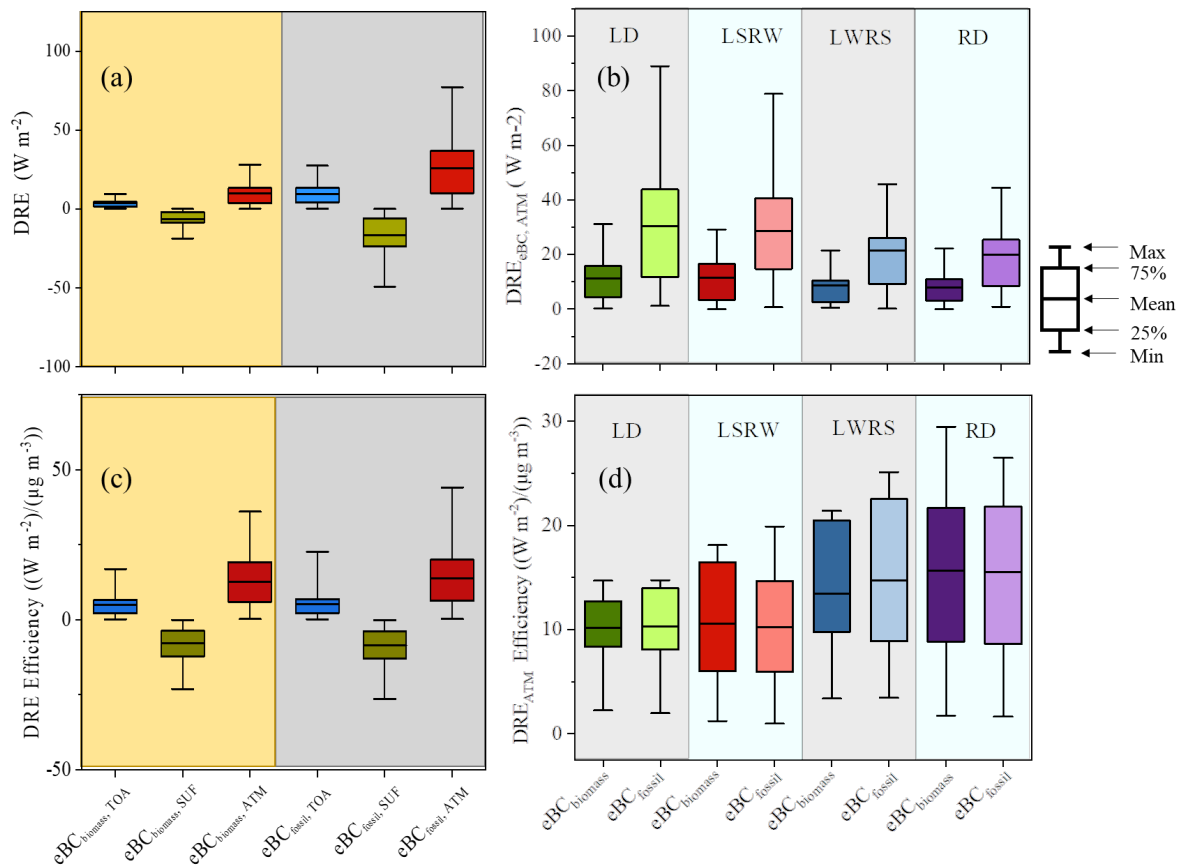 (a)
DRE (W m-2)
100
50
0
-50
-100
(b)
DREeBC, ATM ( W m-2)
LD
LSRW
LWRS
RD
100
80
60
40
20
0
-20
Max
75%
Mean
25%
Min
(c)
DRE Efficiency ((W m-2)/(μg m-3))
50
0
-50
eBCbiomass, TOA
eBCbiomass, SUF
eBCbiomass, ATM
eBCfossil, TOA
eBCfossil, SUF
eBCfossil, ATM
(d)
DREATM Efficiency ((W m-2)/(μg m-3))
LD
LSRW
LWRS
RD
30
20
10
0
eBCbiomass
eBCfossil
eBCbiomass
eBCfossil
eBCbiomass
eBCfossil
eBCbiomass
eBCfossil